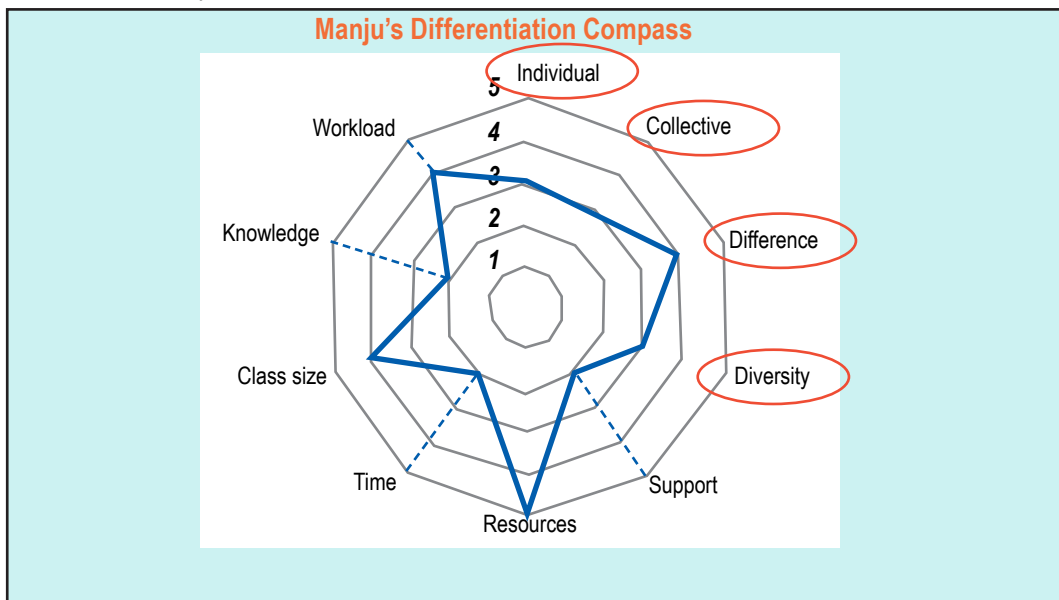 Manju's Differentiation Compass
Individual
5
Workload
Collective
4
3
Knowledge
2
Difference
1
Class size
Diversity
Time
Support
Resources